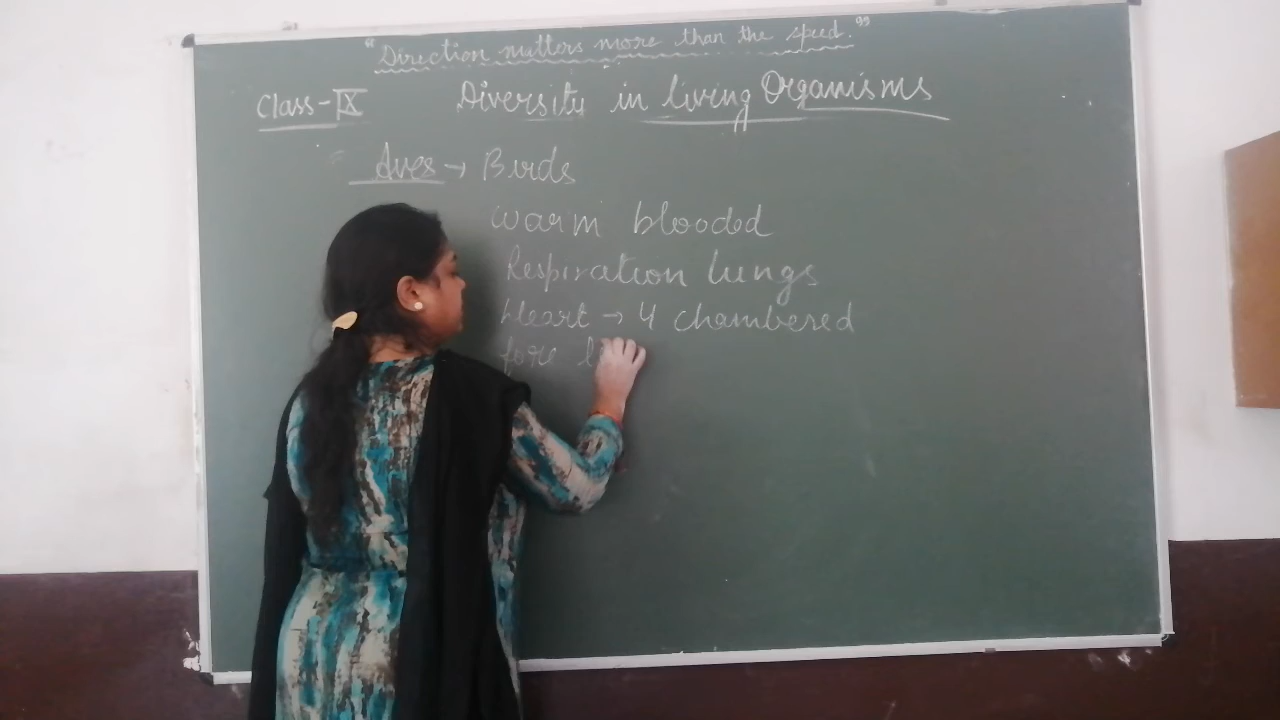 "Direction matters more than the speed."
Class-IX Diversity in living Organisms
Aves → Birds
warm blooded
Respiration lungs
Heart → 4 chambered
fore